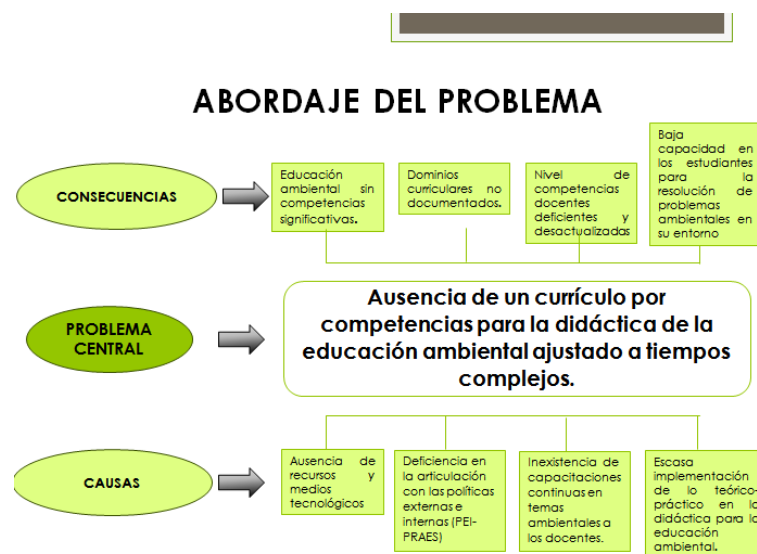 ABORDAJE DEL PROBLEMA
CONSECUENCIAS
Educación
ambiental sin
competencias
significativas.
Dominios
curriculares no
documentados.
Nivel de
competencias
docentes
deficientes y
desactualizadas
Baja
capacidad en
los estudiantes
para la
resolución de
problemas
ambientales en
su entorno
PROBLEMA
CENTRAL
Ausencia de un currículo por
competencias para la didáctica de la
educación ambiental ajustado a tiempos
complejos.
CAUSAS
Ausencia de
recursos y
medios
tecnológicos
Deficiencia en
la articulación
con las políticas
externas e
internas (PEI-
PRAES)
Inexistencia de
capacitaciones
continuas en
temas
ambientales a
los docentes.
Escasa
implementación
de lo teórico-
práctico en la
didáctica para la
educación
ambiental.